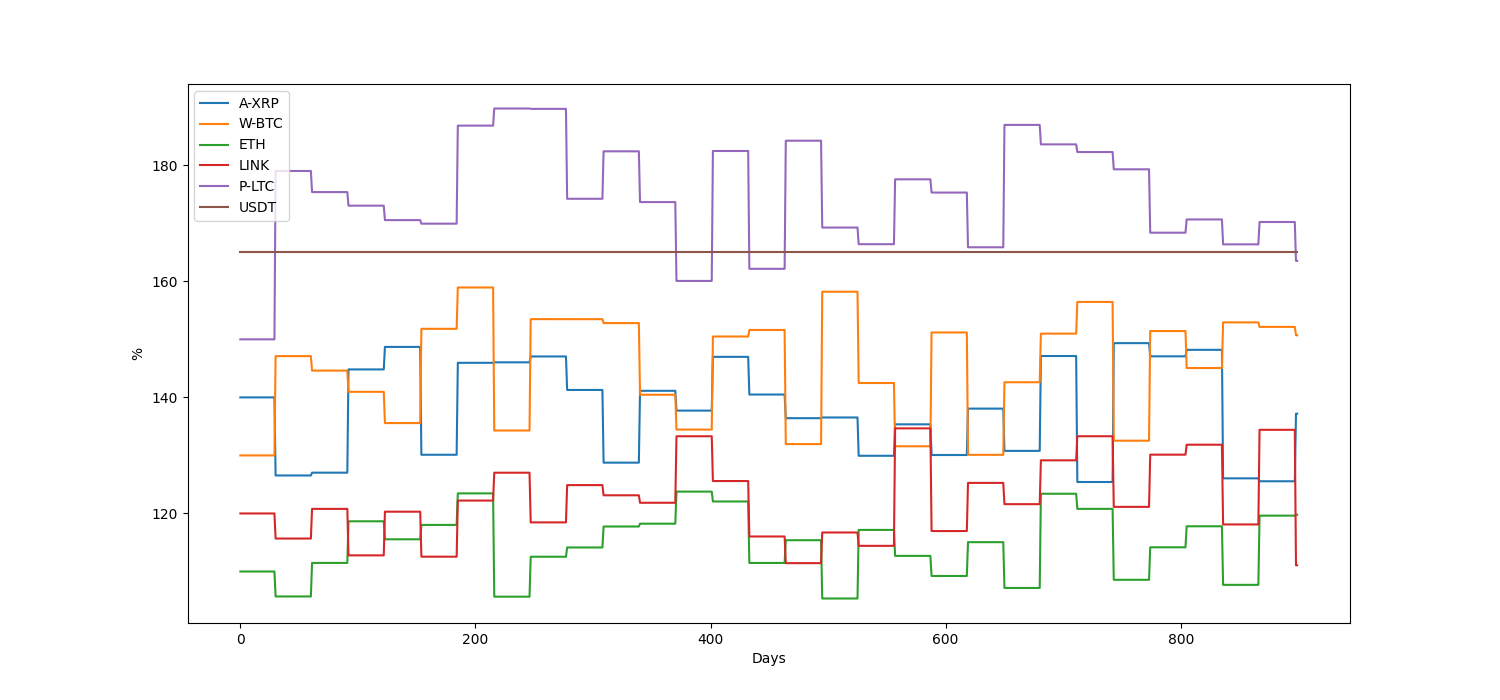 A-XRP
W-BTC
ETH
LINK
P-LTC
USDT
180
160
140
120
%
0 200 400 600 800
Days